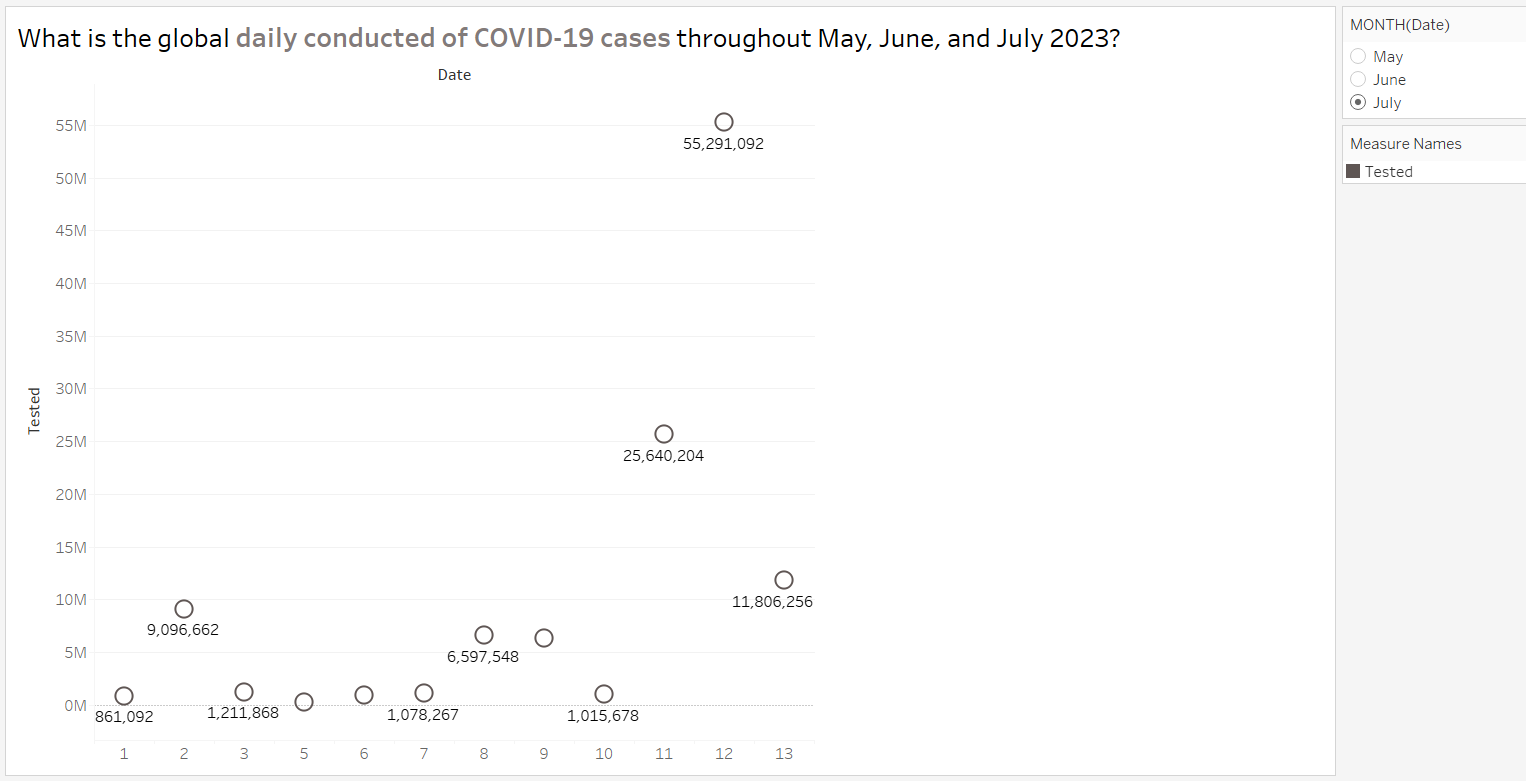 What is the global daily conducted of COVID-19 cases throughout May, June, and July 2023?
Date
55M
50M
45M
40M
35M
30M
25M
20M
15M
10M
5M
0M
Tested
55,291,092
25,640,204
11,806,256
9,096,662
6,597,548
861,092
1,211,868
1,078,267
1,015,678
1 2 3 5 6 7 8 9 10 11 12 13
MONTH(Date)
May
June
July
Measure Names
Tested